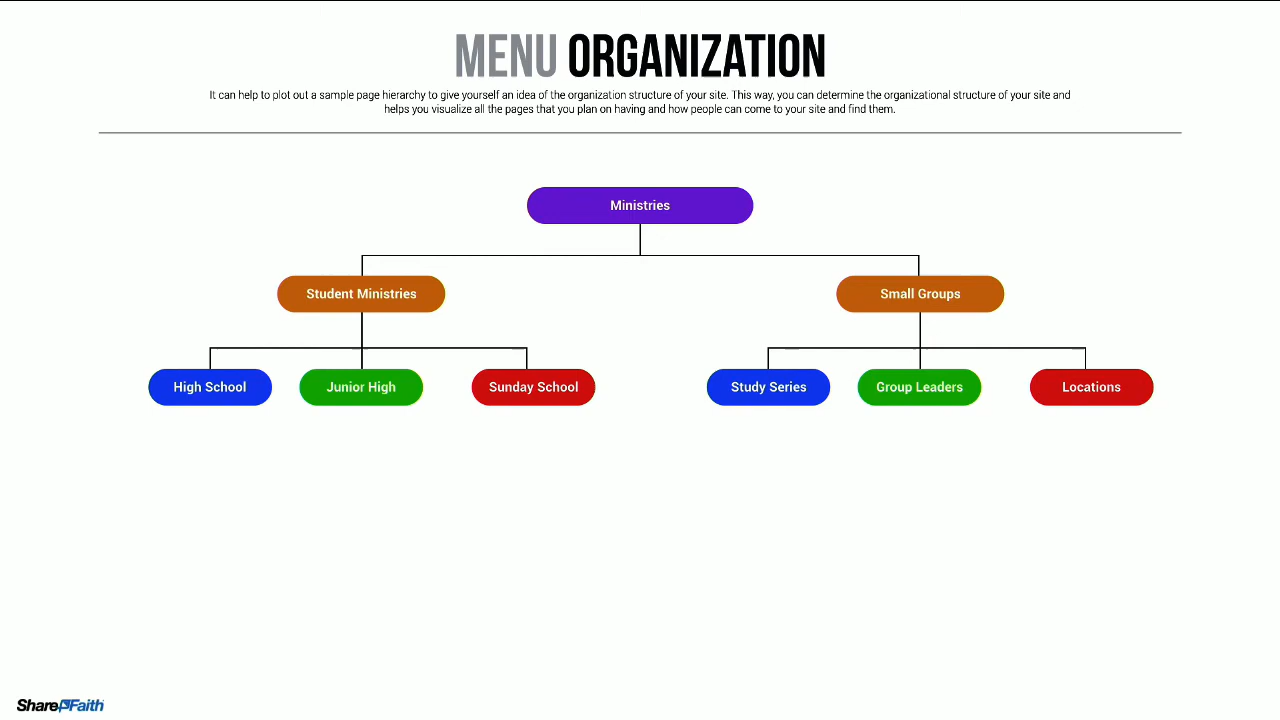 MENU ORGANIZATION
It can help to plot out a sample page hierarchy to give yourself an idea of the organization structure of your site. This way, you can determine the organizational structure of your site and
helps you visualize all the pages that you plan on having and how people can come to your site and find them.
Ministries
Student Ministries
Small Groups
High School
Junior High
Sunday School
Study Series
Group Leaders
Locations
ShareFaith